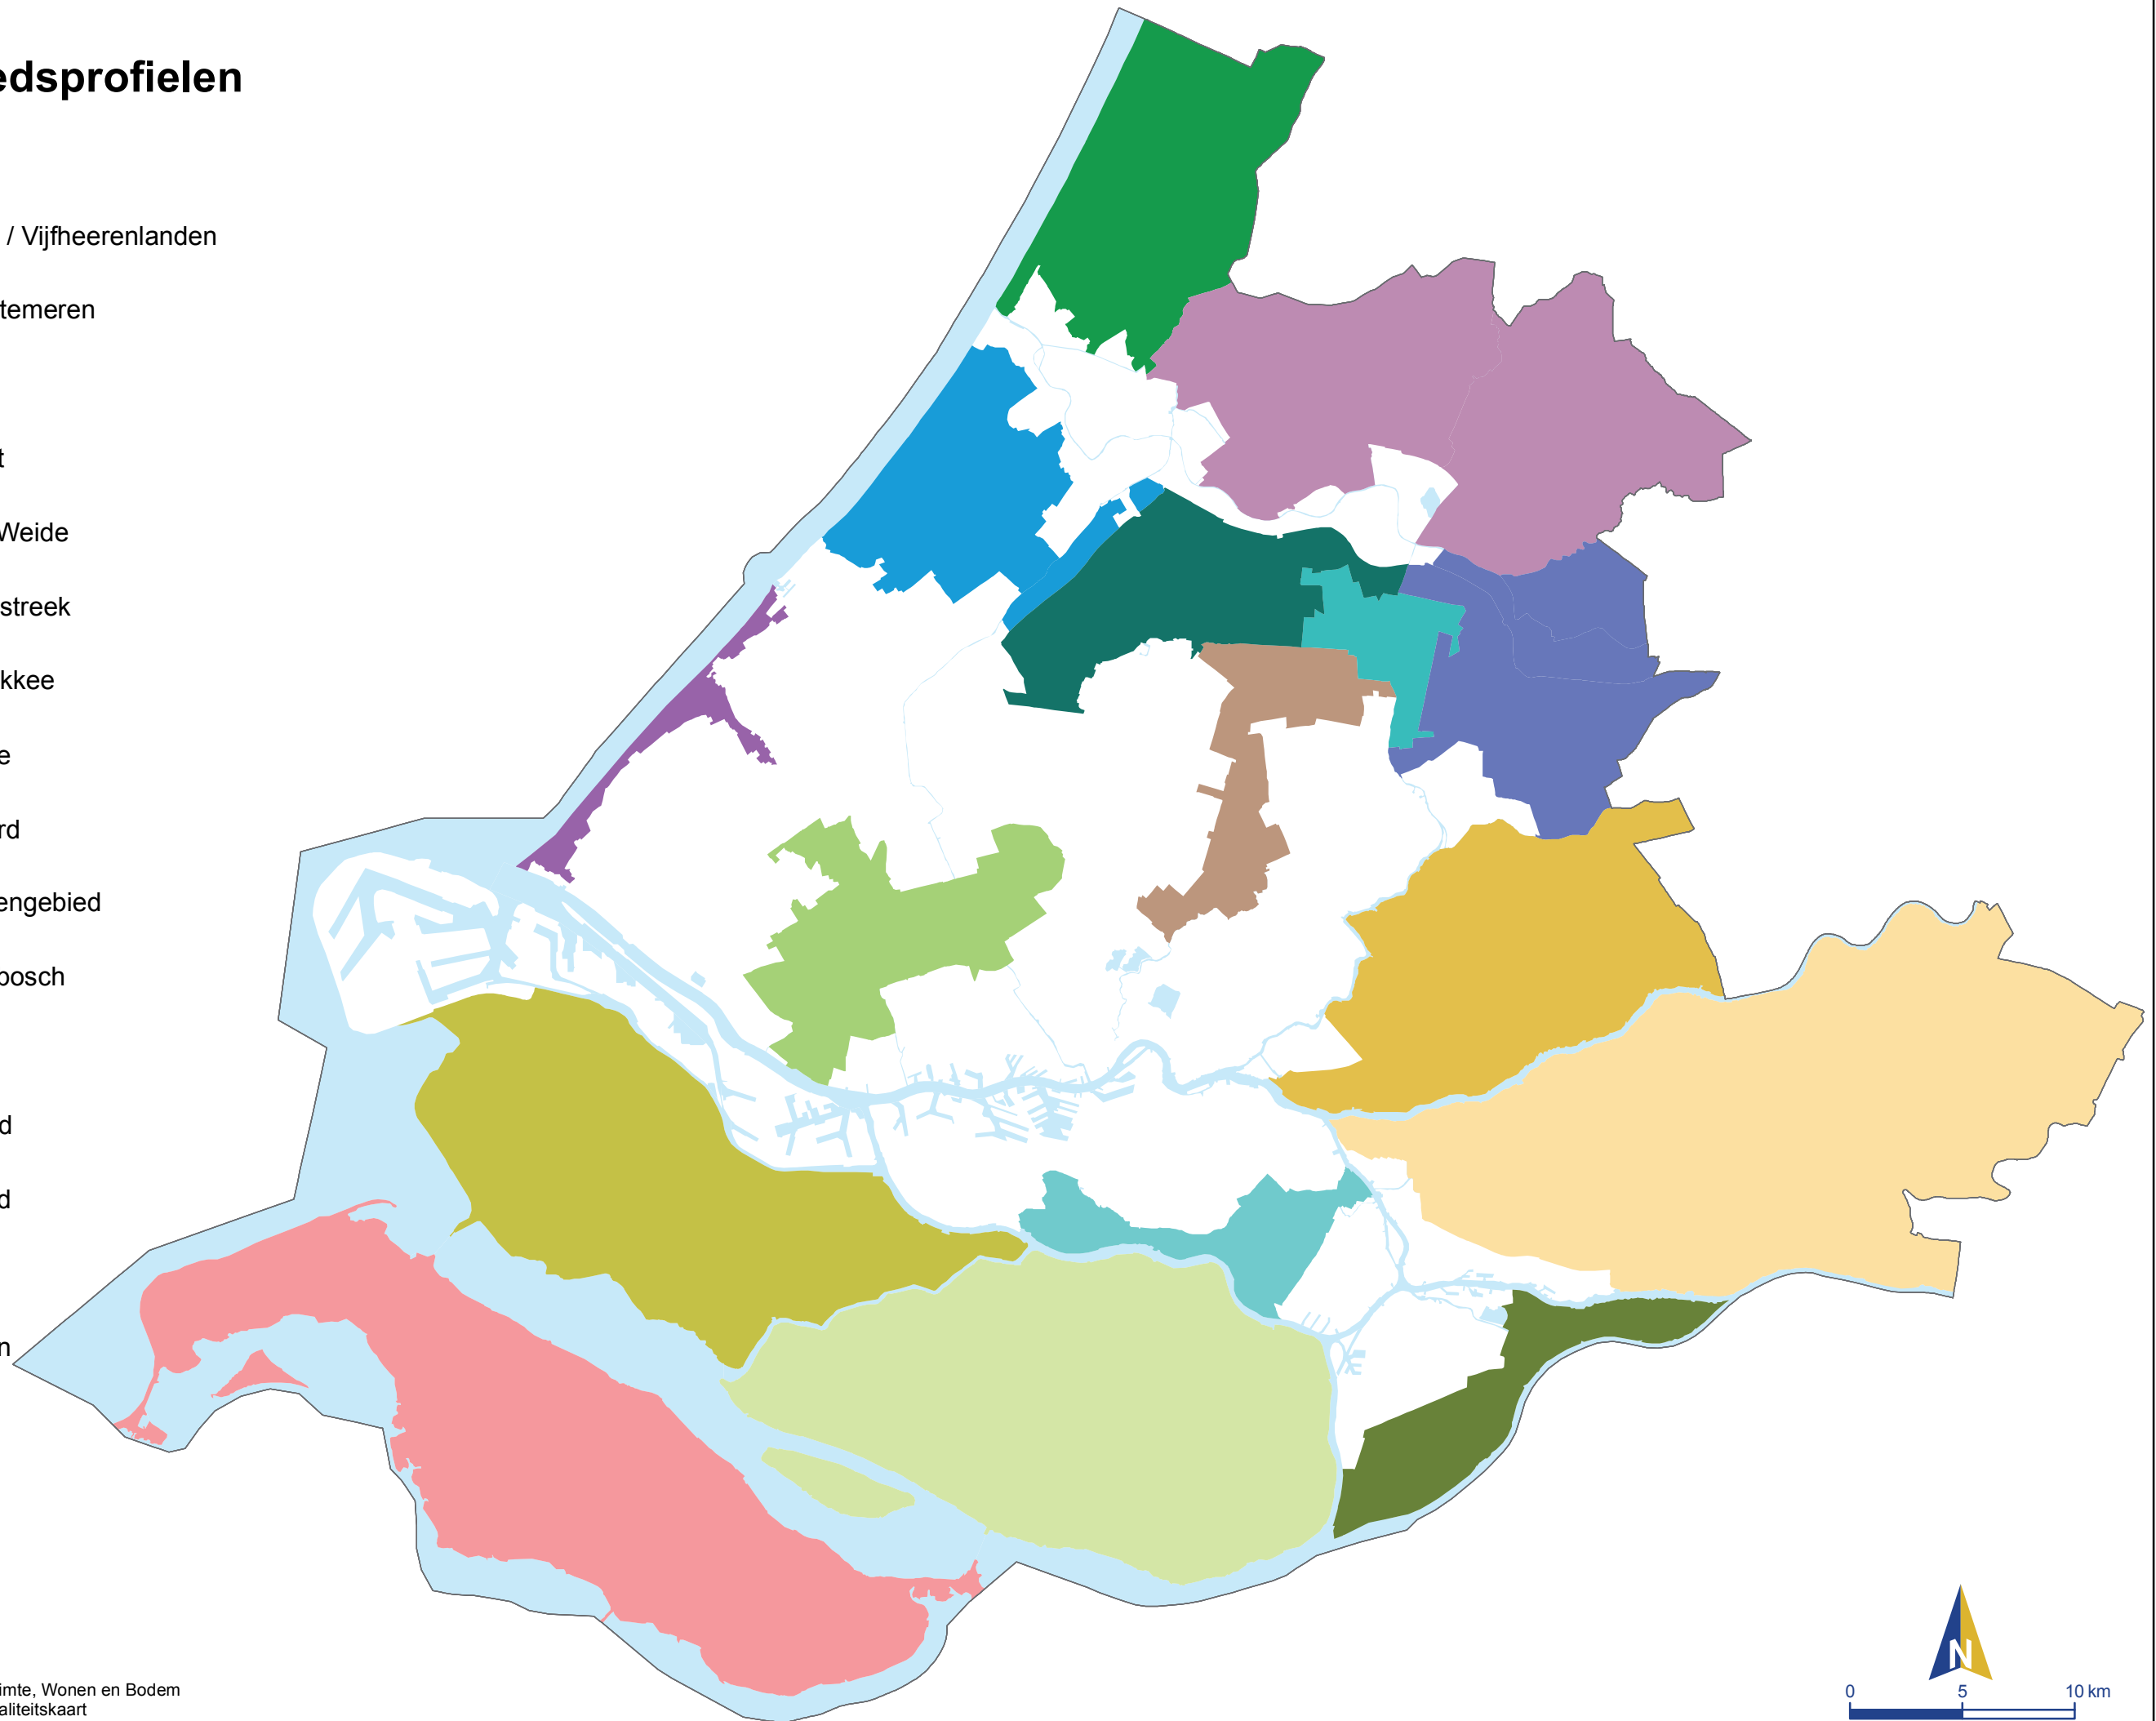 edsprofielen
/ Vijfheerenlanden
temeren
t
Weide
streek
kkee
e
rd
engebied
bosch
d
d
n
imte, Wonen en Bodem
aliteitskaart
N
0 5 10 km